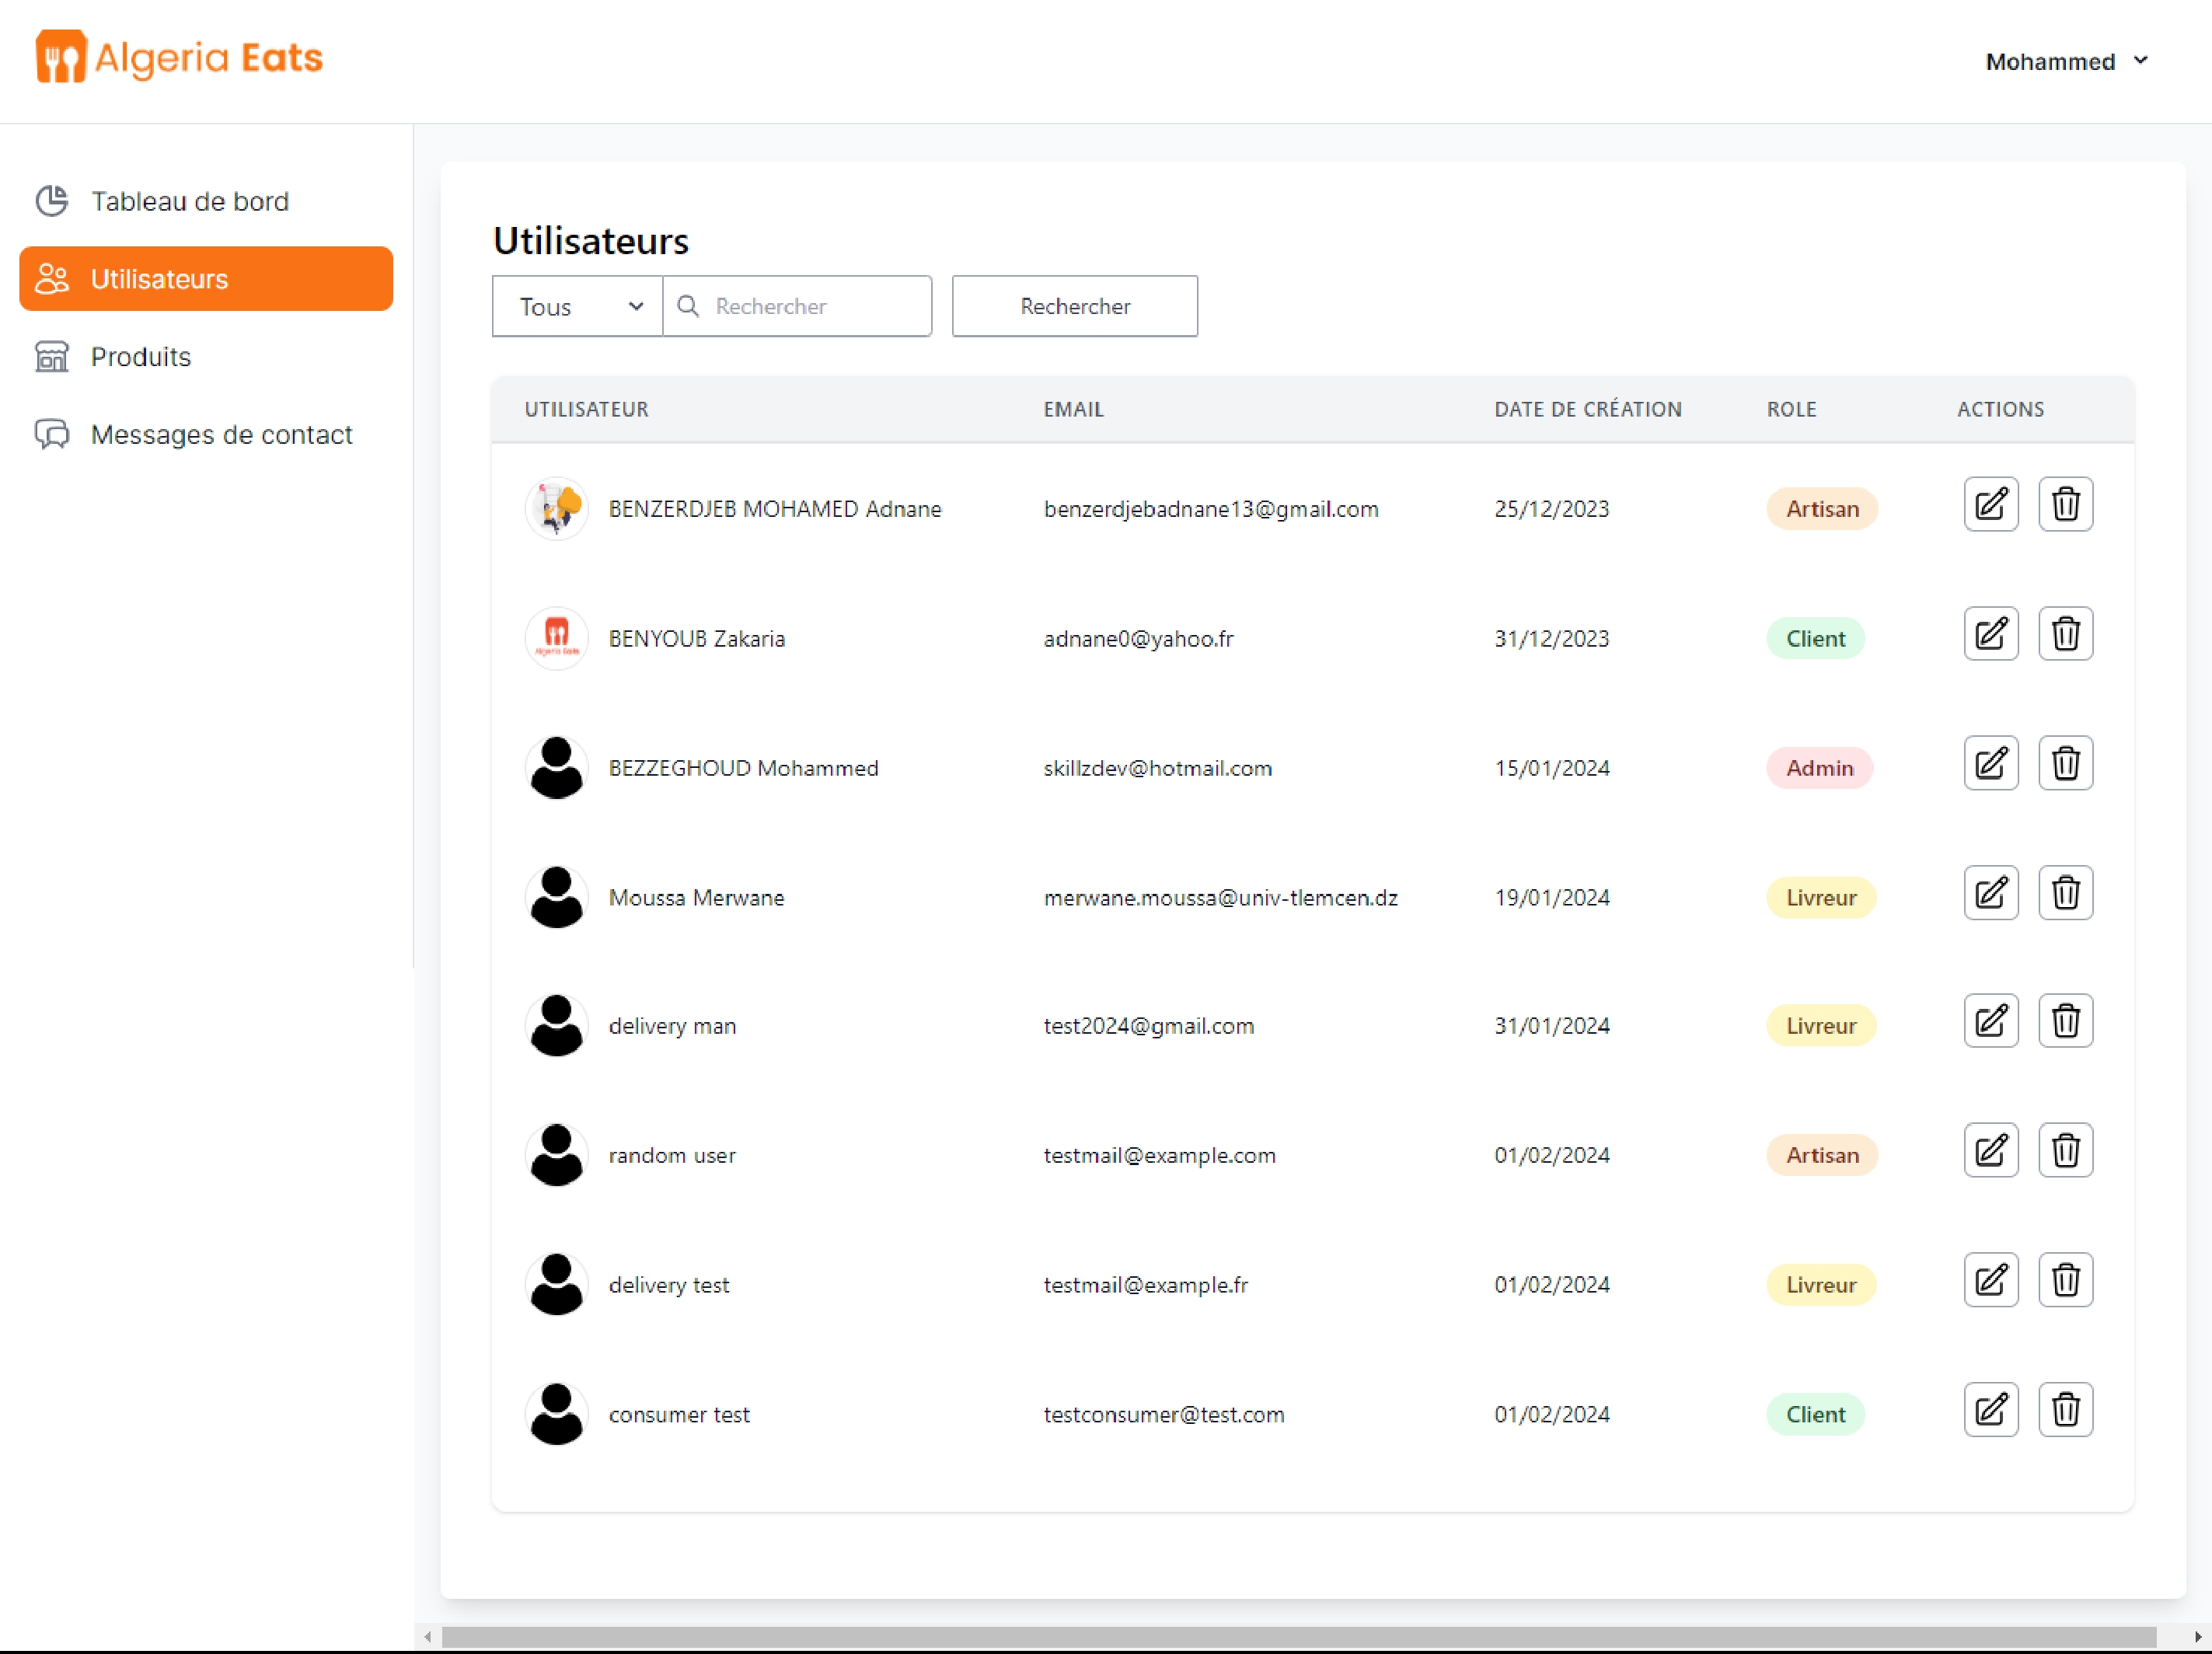 Algeria Eats
Mohammed
Tableau de bord
Utilisateurs
Produits
Messages de contact
Utilisateurs
Tous Rechercher Rechercher
UTILISATEUR EMAIL DATE DE CRÉATION ROLE ACTIONS
BENZERDJEB MOHAMED Adnane benzerdjebadnane13@gmail.com 25/12/2023 Artisan
Algeria Eats
BENYOUB Zakaria adnane0@yahoo.fr 31/12/2023 Client
BEZZEGHOUD Mohammed skillzdev@hotmail.com 15/01/2024 Admin
Moussa Merwane merwane.moussa@univ-tlemcen.dz 19/01/2024 Livreur
delivery man test2024@gmail.com 31/01/2024 Livreur
random user testmail@example.com 01/02/2024 Artisan
delivery test testmail@example.fr 01/02/2024 Livreur
consumer test testconsumer@test.com 01/02/2024 Client